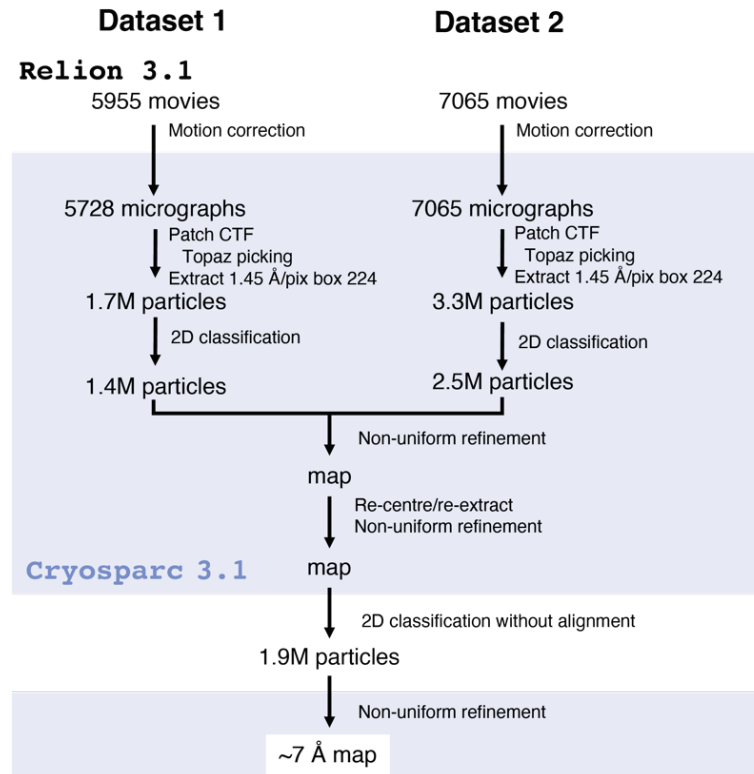 Dataset 1
Dataset 2
Relion 3.1
5955 movies
7065 movies
Motion correction
Motion correction
5728 micrographs
7065 micrographs
Patch CTF
Topaz picking
Extract 1.45 Å/pix box 224
Patch CTF
Topaz picking
Extract 1.45 Å/pix box 224
1.7M particles
3.3M particles
2D classification
2D classification
1.4M particles
2.5M particles
Non-uniform refinement
map
Re-centre/re-extract
Non-uniform refinement
Cryosparc 3.1
map
2D classification without alignment
1.9M particles
Non-uniform refinement
~7 Å map